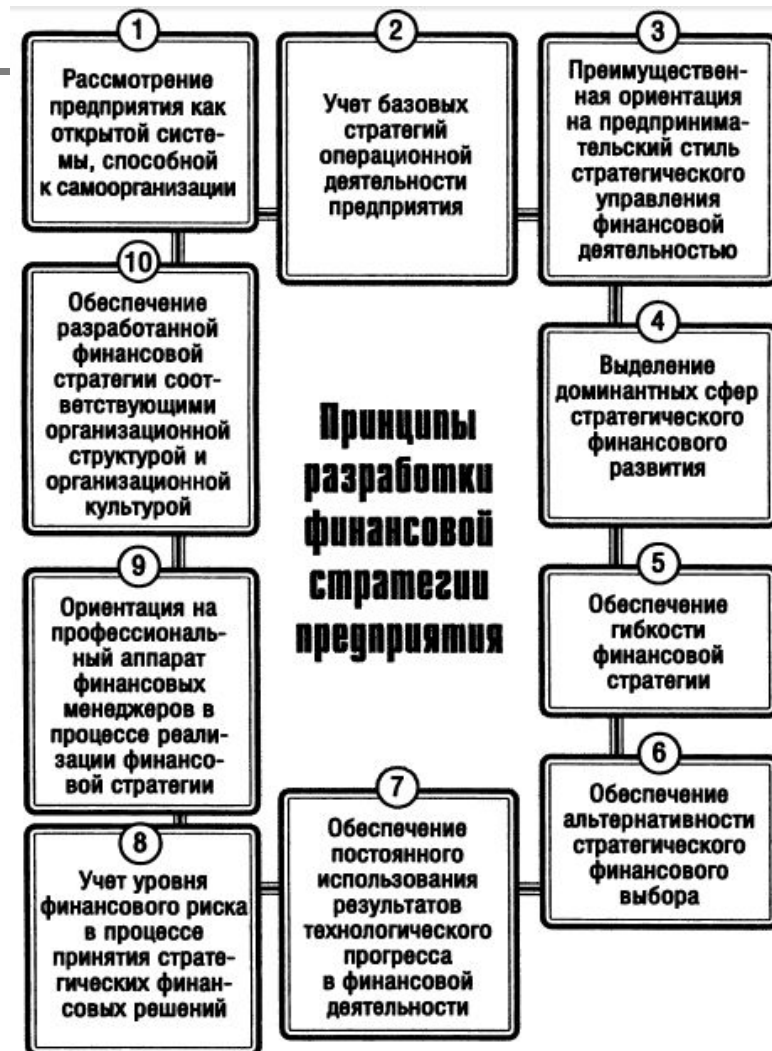 1
Рассмотрение
предприятия как
открытой систе-
мы, способной
к самоорганизации
2
Учет базовых
стратегий
операционной
деятельности
предприятия
3
Преимуществен-
ная ориентация
на предпринима-
тельский стиль
стратегического
управления
финансовой
деятельностью
4
Выделение
доминантных сфер
стратегического
финансового
развития
5
Обеспечение
гибкости
финансовой
стратегии
6
Обеспечение
альтернативности
стратегического
финансового
выбора
7
Обеспечение
постоянного
использования
результатов
технологического
прогресса
в финансовой
деятельности
8
Учет уровня
финансового риска
в процессе
принятия страте-
гических финан-
совых решений
9
Ориентация на
профессиональ-
ный аппарат
финансовых
менеджеров в
процессе реали-
зации финансо-
вой стратегии
10
Обеспечение
разработанной
финансовой
стратегии соот-
ветствующими
организационной
структурой и
организационной
культурой
Принципы
разработки
финансовой
стратегии
предприятия